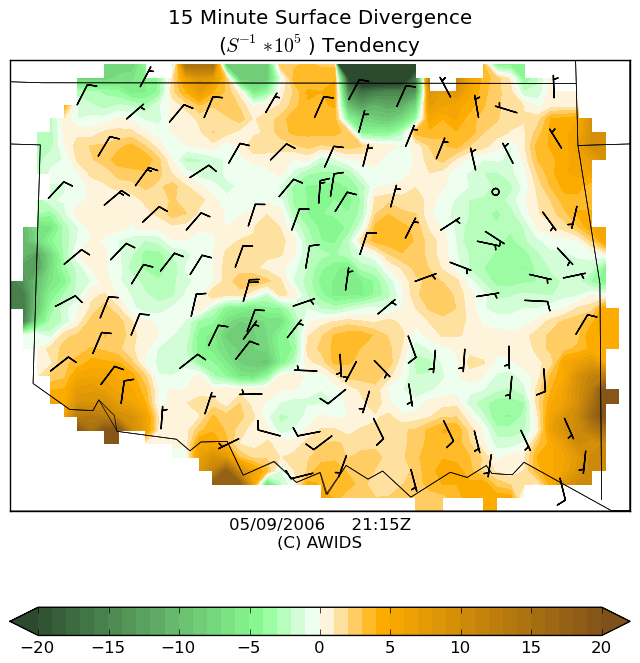 15 Minute Surface Divergence
(S⁻¹ *10⁵ ) Tendency
05/09/2006 21:15Z
(C) AWIDS
−20 −15 −10 −5 0 5 10 15 20